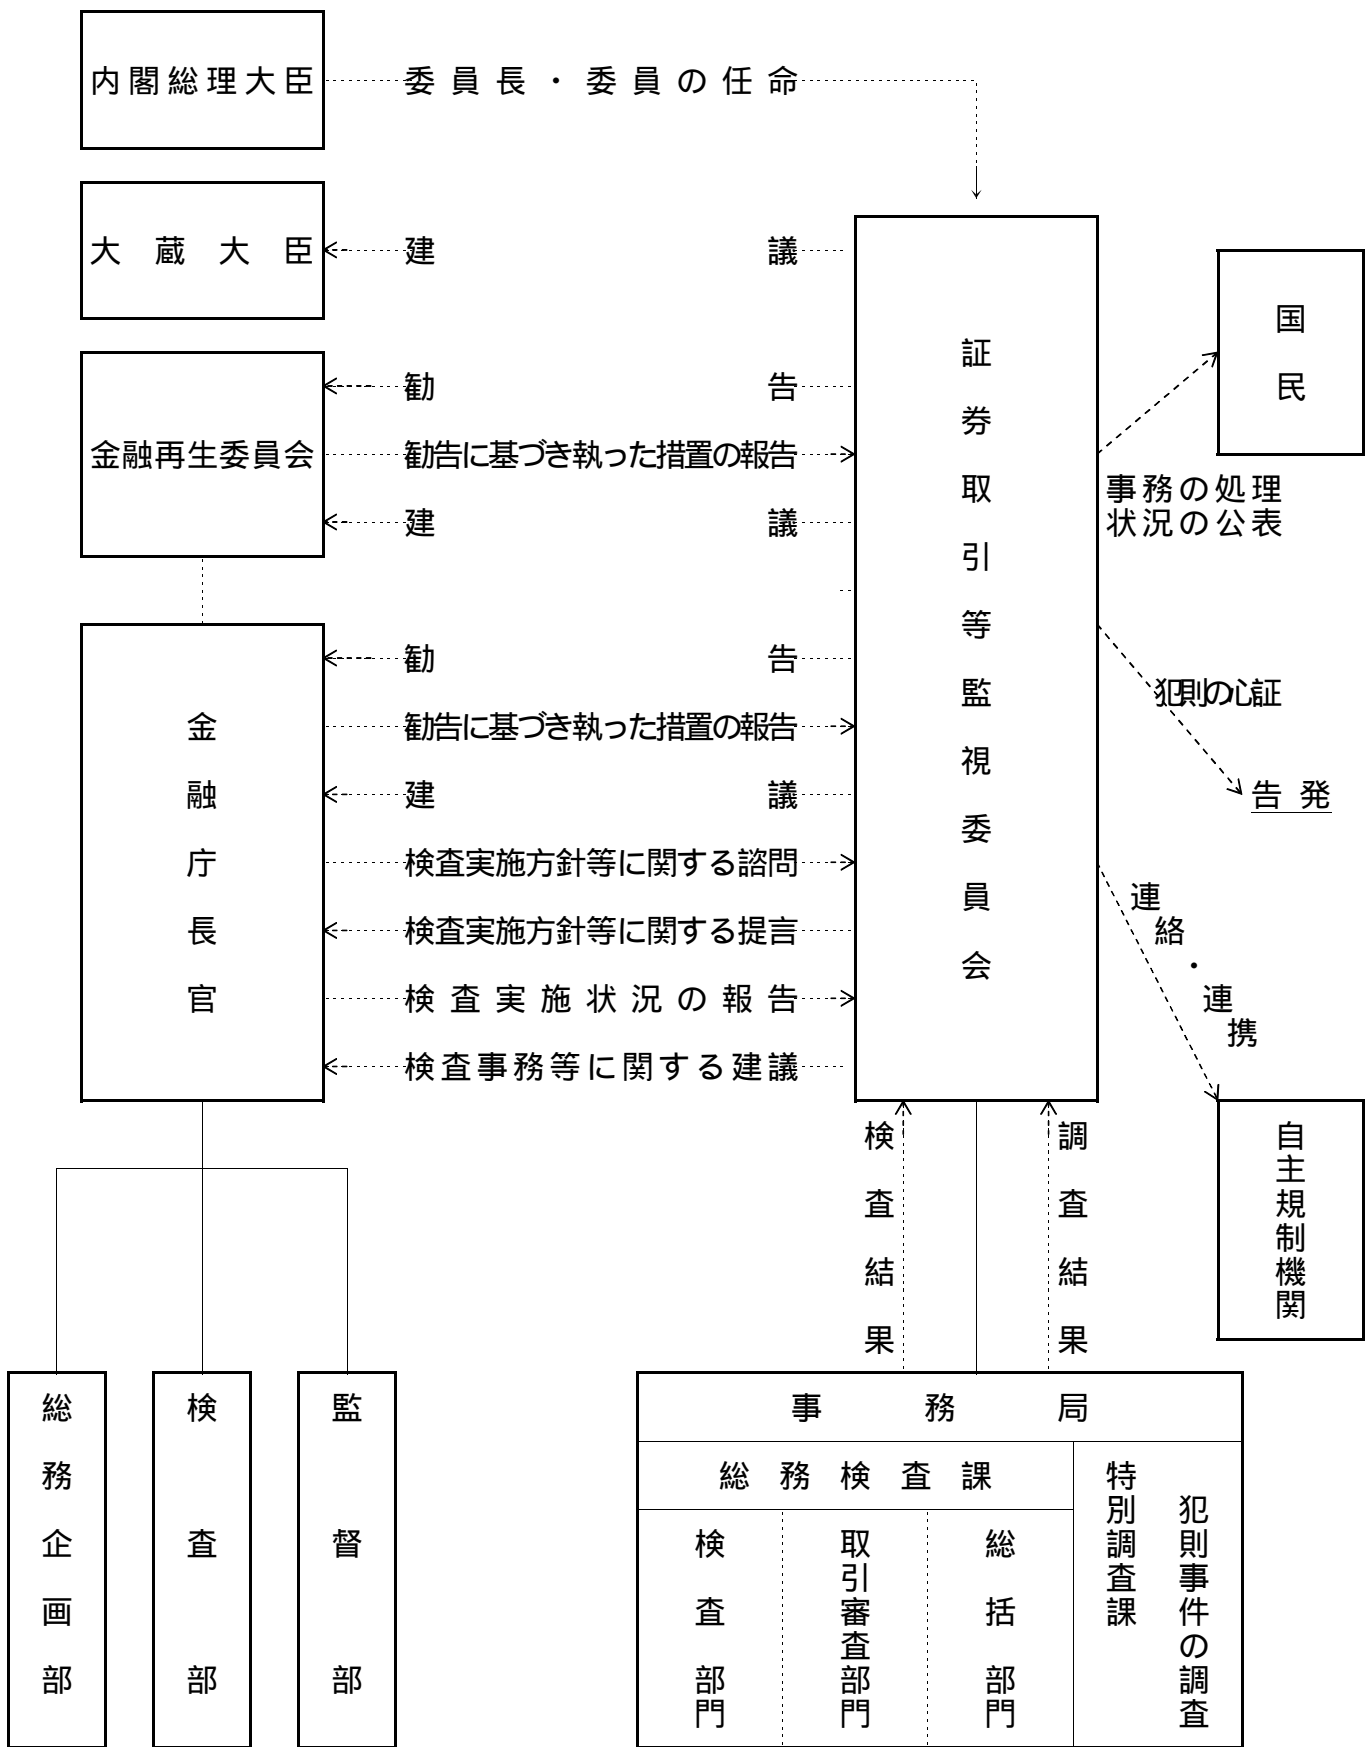 内閣総理大臣
委員長・委員の任命
大蔵大臣
建議
金融再生委員会
勧告
勧告に基づき執った措置の報告
建議
金融庁長官
勧告
勧告に基づき執った措置の報告
建議
検査実施方針等に関する諮問
検査実施方針等に関する提言
検査実施状況の報告
検査事務等に関する建議
証券取引等監視委員会
国民
事務の処理
状況の公表
犯則の心証
告発
連絡・連携
自主規制機関
検査結果
調査結果
総務企画部
検査部
監督部
事務局
総務検査課
検査部門
取引審査部門
総括部門
特別調査課
犯則事件の調査